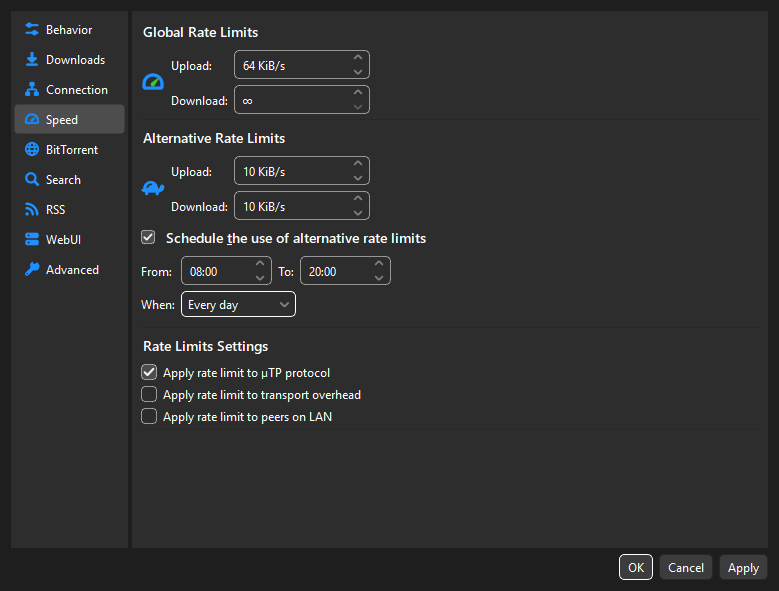 Behavior
Downloads
Connection
Speed
BitTorrent
Search
RSS
WebUI
Advanced
Global Rate Limits
Upload: 64 KiB/s
Download: ∞
Alternative Rate Limits
Upload: 10 KiB/s
Download: 10 KiB/s
Schedule the use of alternative rate limits
From: 08:00 To: 20:00
When: Every day
Rate Limits Settings
Apply rate limit to µTP protocol
Apply rate limit to transport overhead
Apply rate limit to peers on LAN
OK Cancel Apply